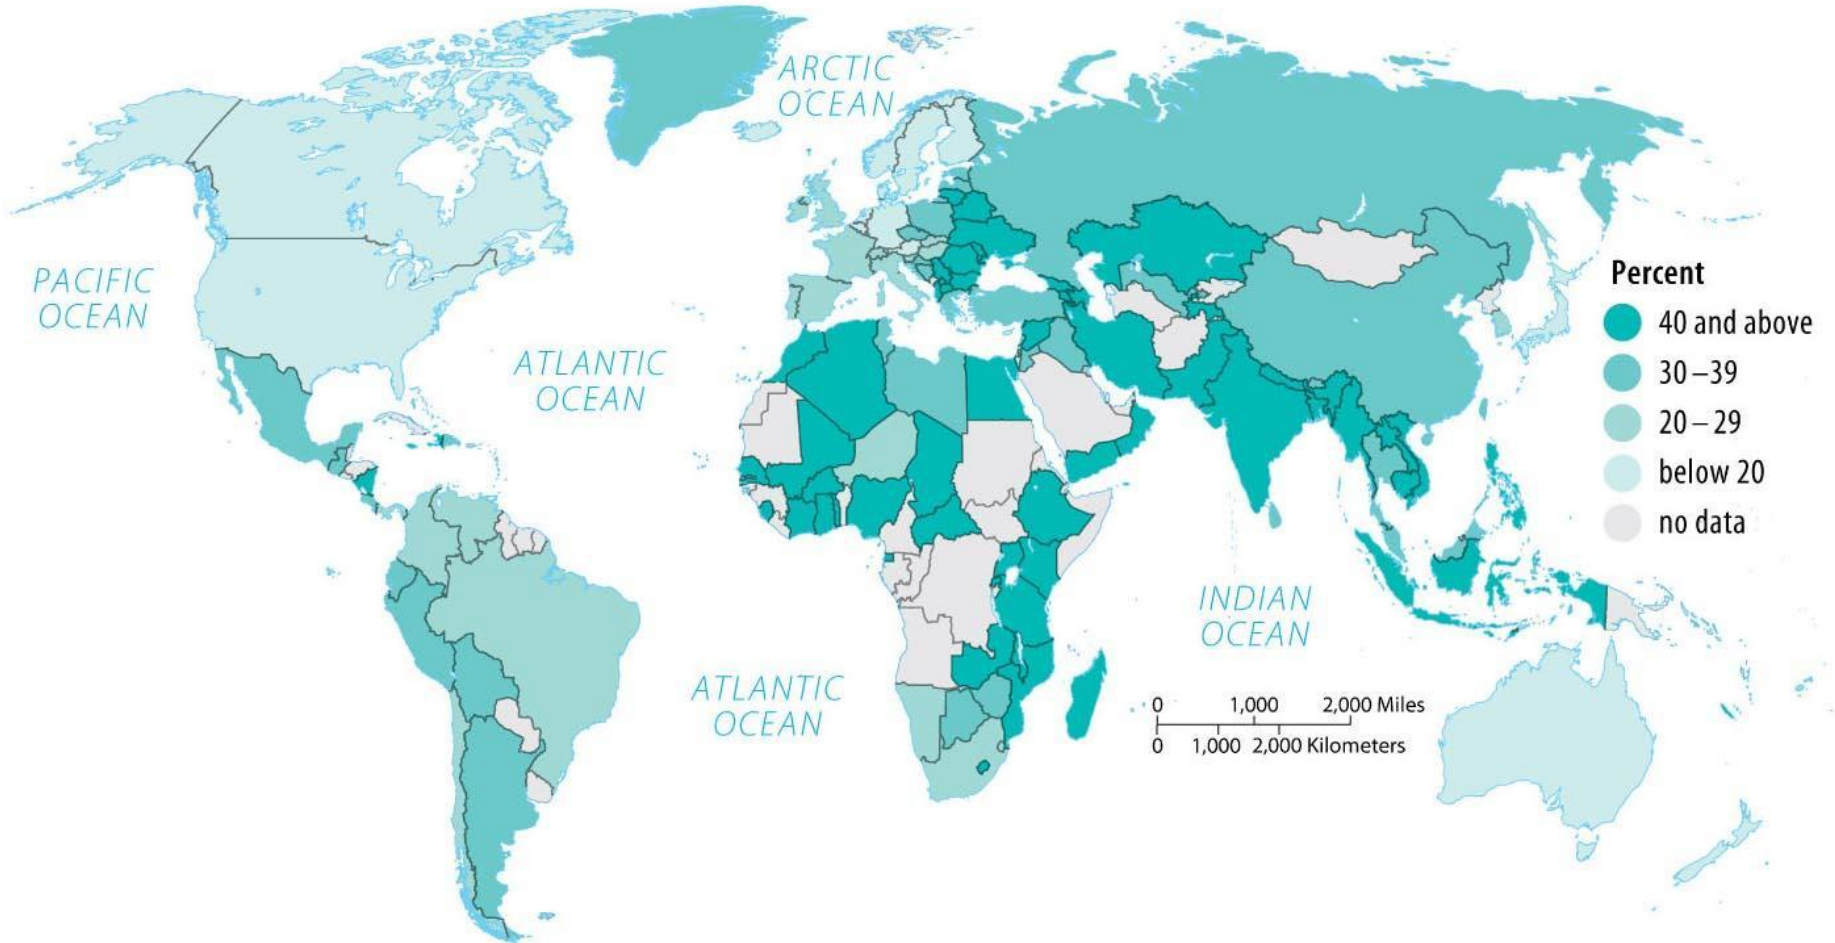 ARCTIC
OCEAN
PACIFIC
OCEAN
ATLANTIC
OCEAN
INDIAN
OCEAN
ATLANTIC
OCEAN
0 1,000 2,000 Miles
0 1,000 2,000 Kilometers
Percent
40 and above
30–39
20–29
below 20
no data